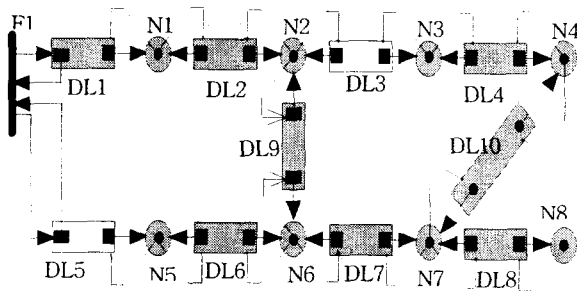 F1 N1 N2 N3 N4
DL1 DL2 DL3 DL4
DL9 DL10
N8
DL5 N5 DL6 N6 DL7 N7 DL8